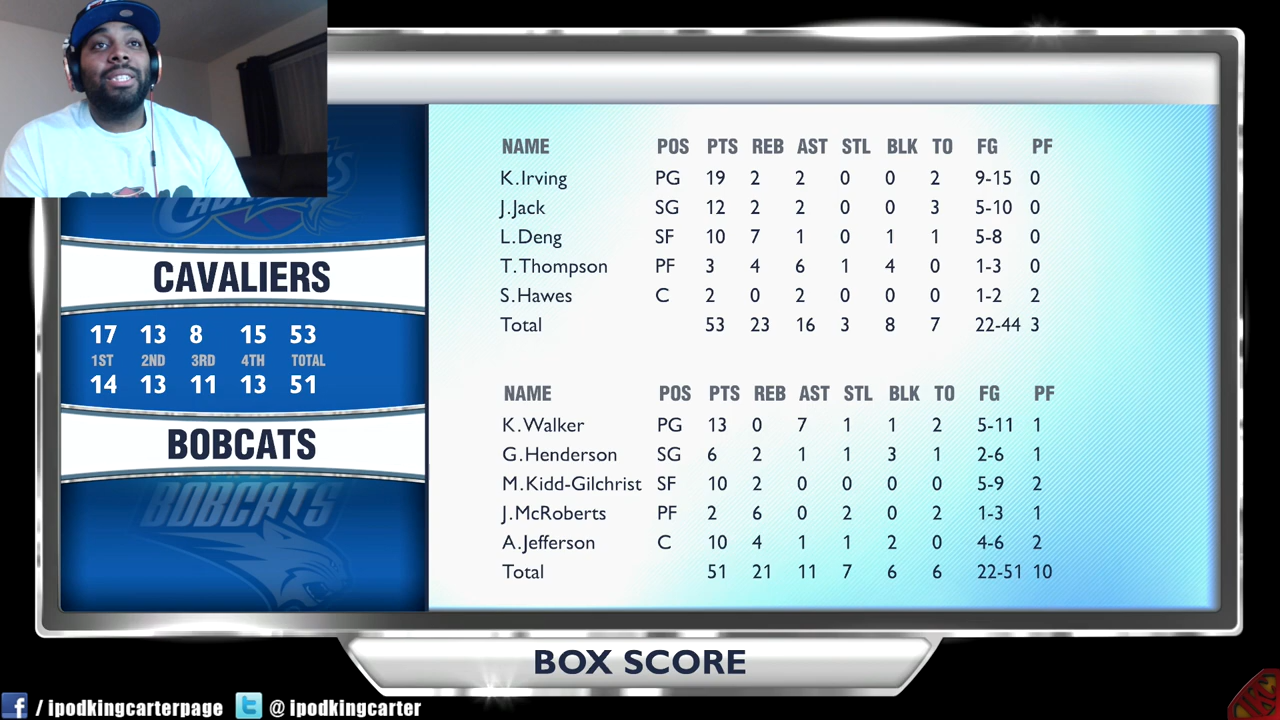 CAVALIERS
17 13 8 15 53
1ST 2ND 3RD 4TH TOTAL
14 13 11 13 51
BOBCATS
BOBCATS
NAME POS PTS REB AST STL BLK TO FG PF
K.Irving PG 19 2 2 0 0 2 9-15 0
J.Jack SG 12 2 2 0 0 3 5-10 0
L.Deng SF 10 7 1 0 1 1 5-8 0
T.Thompson PF 3 4 6 1 4 0 1-3 0
S.Hawes C 2 0 2 0 0 0 1-2 2
Total 53 23 16 3 8 7 22-44 3
NAME POS PTS REB AST STL BLK TO FG PF
K.Walker PG 13 0 7 1 1 2 5-11 1
G.Henderson SG 6 2 1 1 3 1 2-6 1
M.Kidd-Gilchrist SF 10 2 0 0 0 0 5-9 2
J.McRoberts PF 2 6 0 2 0 2 1-3 1
A.Jefferson C 10 4 1 1 2 0 4-6 2
Total 51 21 11 7 6 6 22-51 10
BOX SCORE
f / ipodkingcarterpage t @ ipodkingcarter